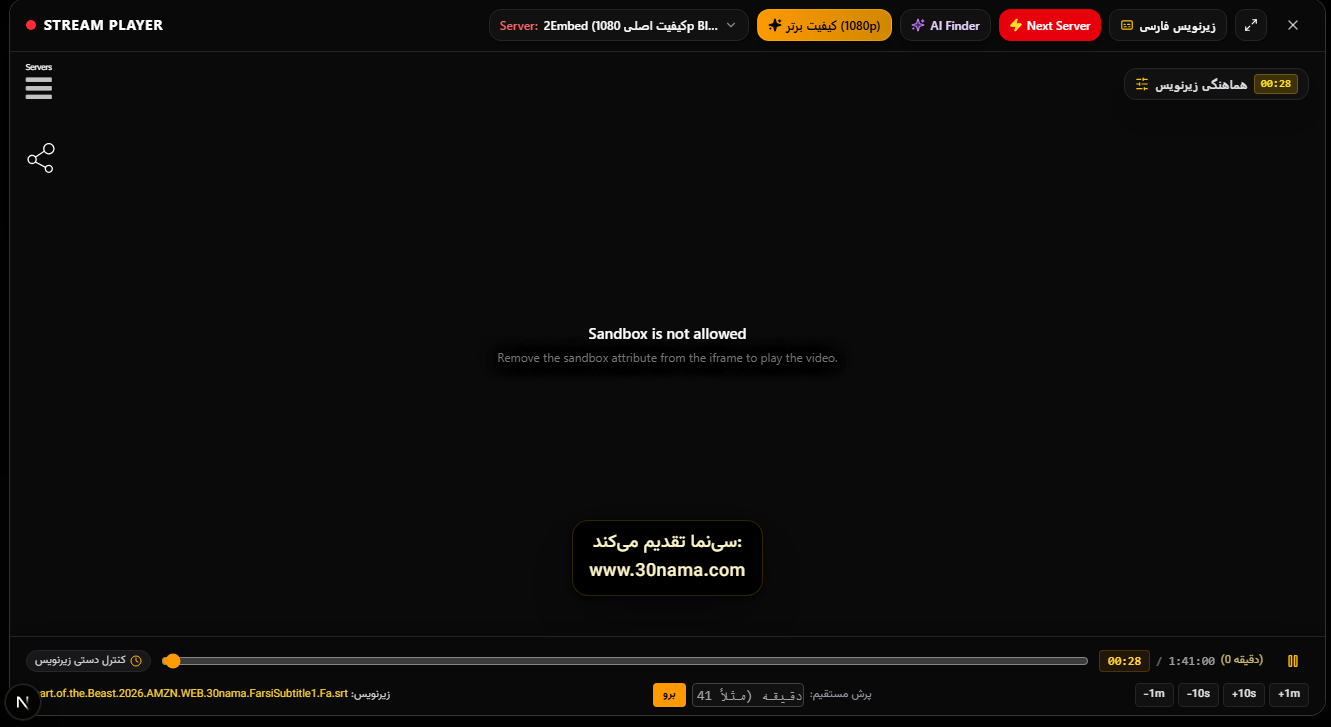 STREAM PLAYER
Server: 2Embed (1080 کیفیت اصلیp Bl...
کیفیت برتر (1080p)
AI Finder
Next Server
زیرنویس فارسی
Servers
هماهنگی زیرنویس 00:28
Sandbox is not allowed
Remove the sandbox attribute from the iframe to play the video.
سی‌نما تقدیم می‌کند:
www.30nama.com
کنترل دستی زیرنویس
00:28 / 1:41:00 (دقیقه 0)
زیرنویس: art.of.the.Beast.2026.AMZN.WEB.30nama.FarsiSubtitle1.Fa.srt
پرش مستقیم:
دقیقه (مثلاً 41
برو
-1m
-10s
+10s
+1m
N